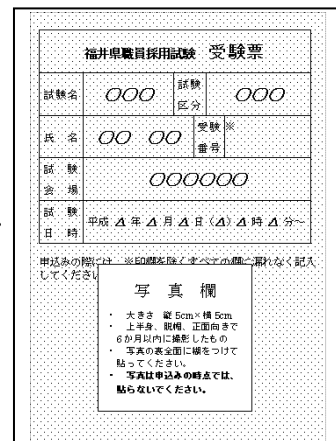 福井県職員採用試験 受験票
試験名 ○○○ 試験区分 ○○○
氏名 ○○ ○○ 受験番号 ※
試験会場 ○○○○○○
試験日時 平成 △ 年 △ 月 △ 日 (△) △ 時 △ 分~
申込みの際には、※印欄を除くすべての欄に漏れなく記入
してください
写 真 欄
・ 大きさ 縦 5cm×横 5cm
・ 上半身、脱帽、正面向きで
6か月以内に撮影したもの
・ 写真の裏全面に糊をつけて
貼ってください。
・ 写真は申込みの時点では、
貼らないでください。